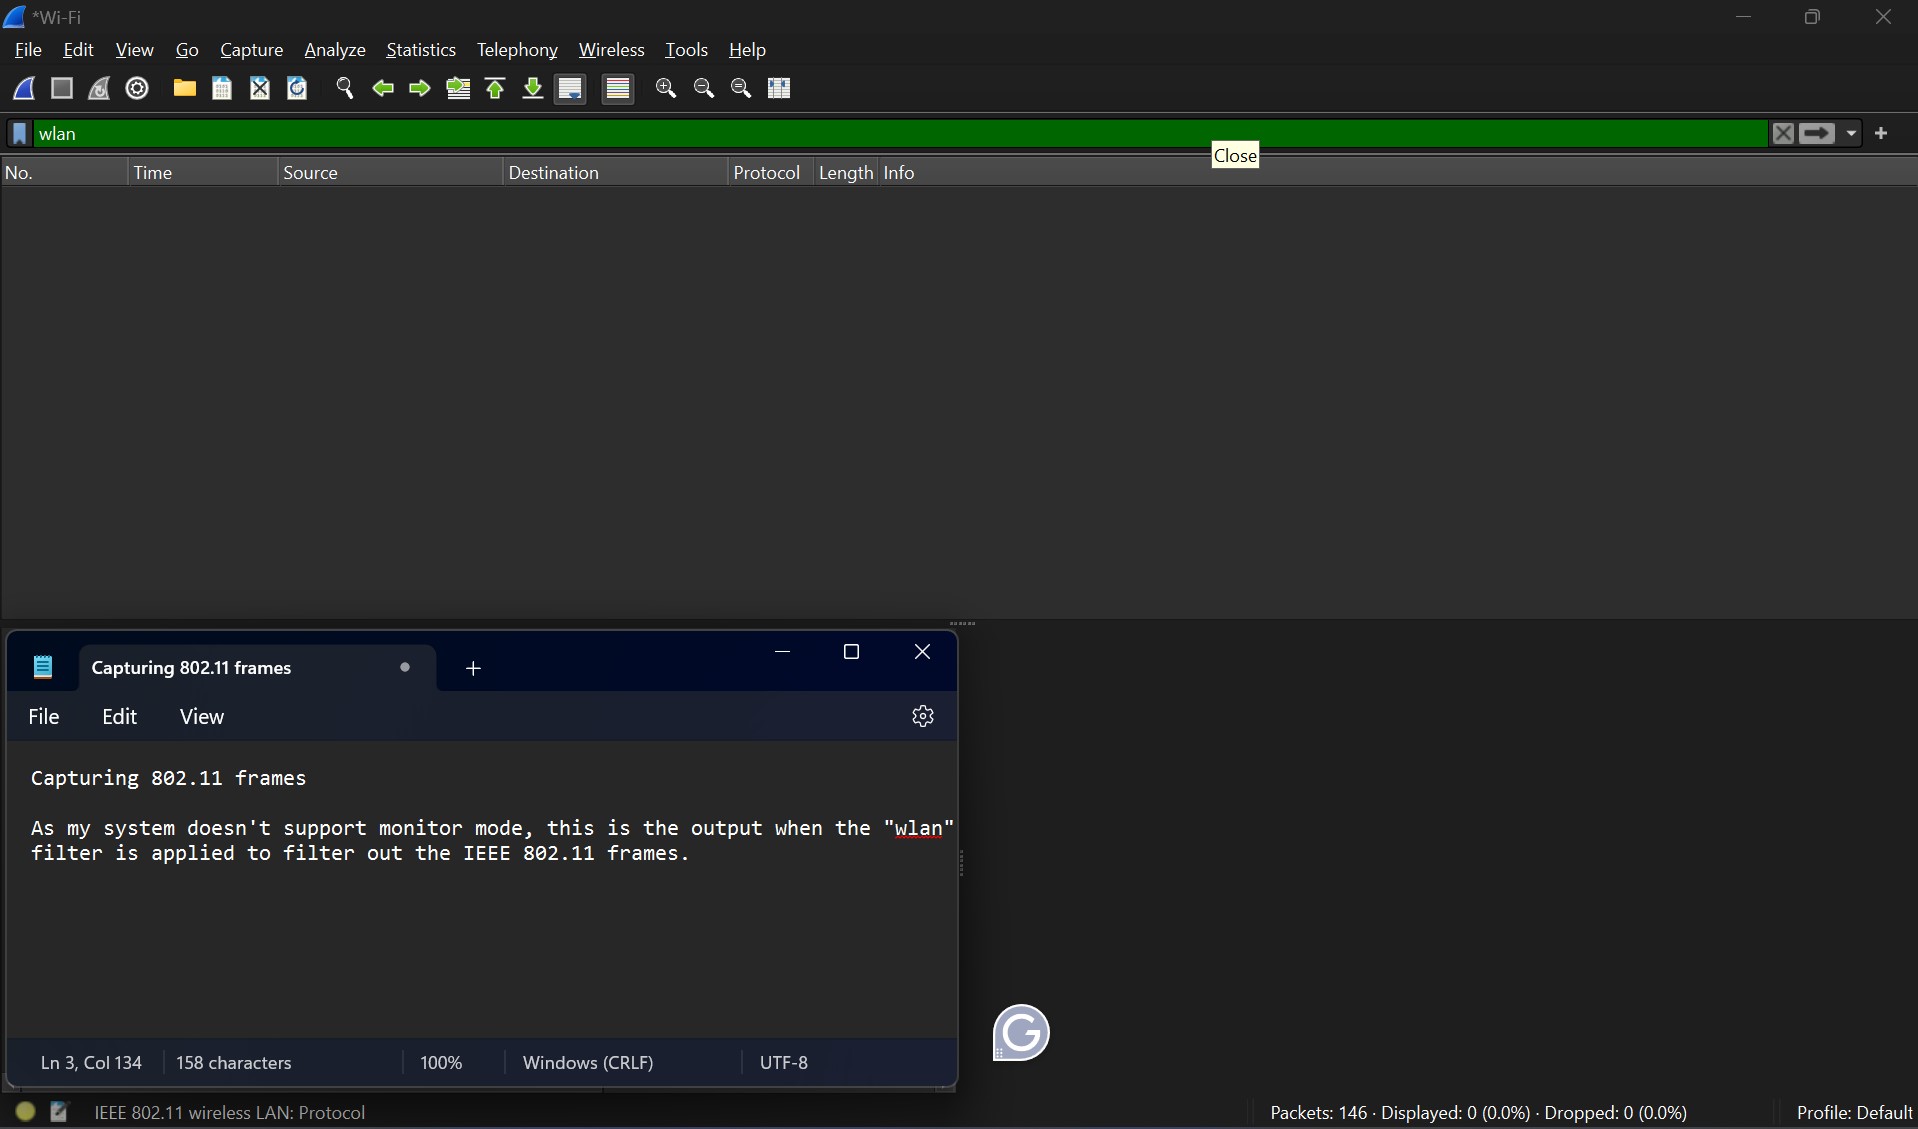 *Wi-Fi
File Edit View Go Capture Analyze Statistics Telephony Wireless Tools Help
wlan
Close
No. Time Source Destination Protocol Length Info
Capturing 802.11 frames
File Edit View
Capturing 802.11 frames
As my system doesn't support monitor mode, this is the output when the "wlan"
filter is applied to filter out the IEEE 802.11 frames.
G
Ln 3, Col 134 158 characters 100% Windows (CRLF) UTF-8
IEEE 802.11 wireless LAN: Protocol Packets: 146 · Displayed: 0 (0.0%) · Dropped: 0 (0.0%) Profile: Default